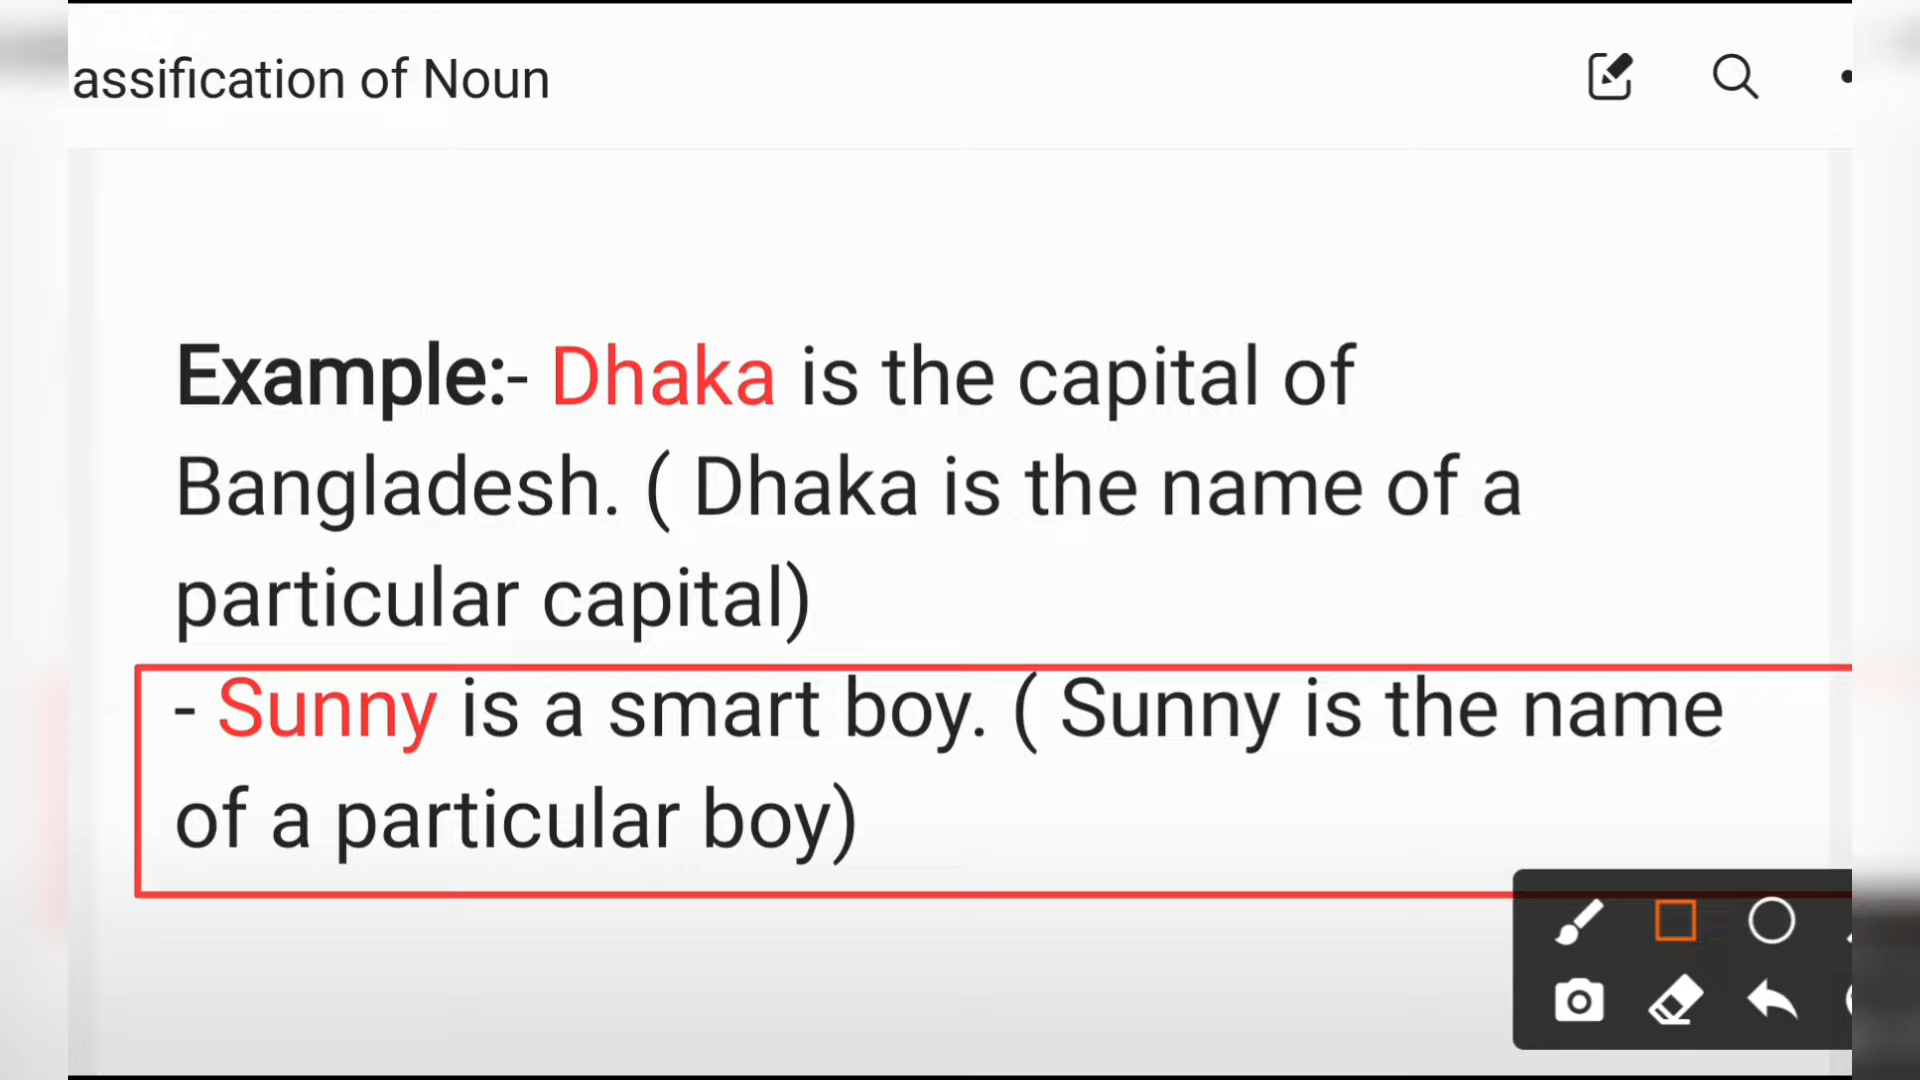 assification of Noun
Example:- Dhaka is the capital of
Bangladesh. ( Dhaka is the name of a
particular capital)
- Sunny is a smart boy. ( Sunny is the name
of a particular boy)